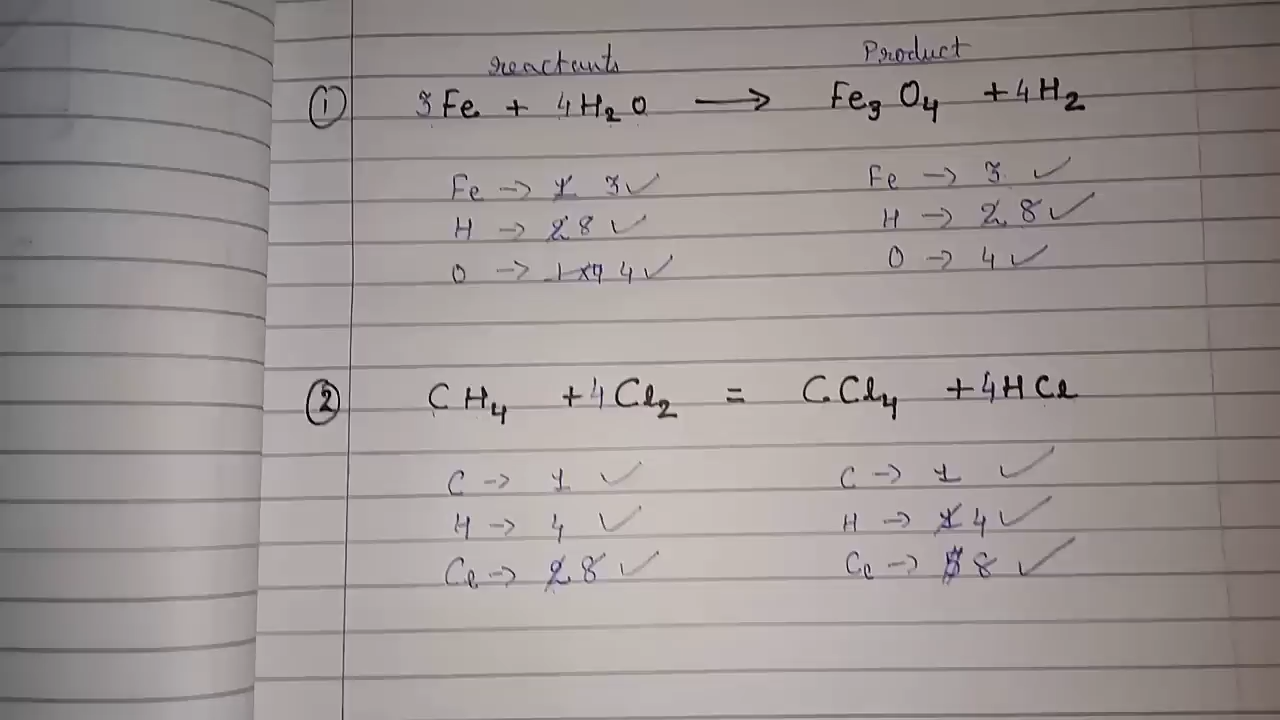 reactants Product
① 3Fe + 4H₂O → Fe₃O₄ + 4H₂
Fe → 1 3 ✓ Fe → 3 ✓
H → 2 8 ✓ H → 2 8 ✓
O → 1×4 4 ✓ O → 4 ✓
② CH₄ + 4Cl₂ = CCl₄ + 4HCl
C → 1 ✓ C → 1 ✓
H → 4 ✓ H → 1 4 ✓
Cl → 2 8 ✓ Cl → 8 ✓